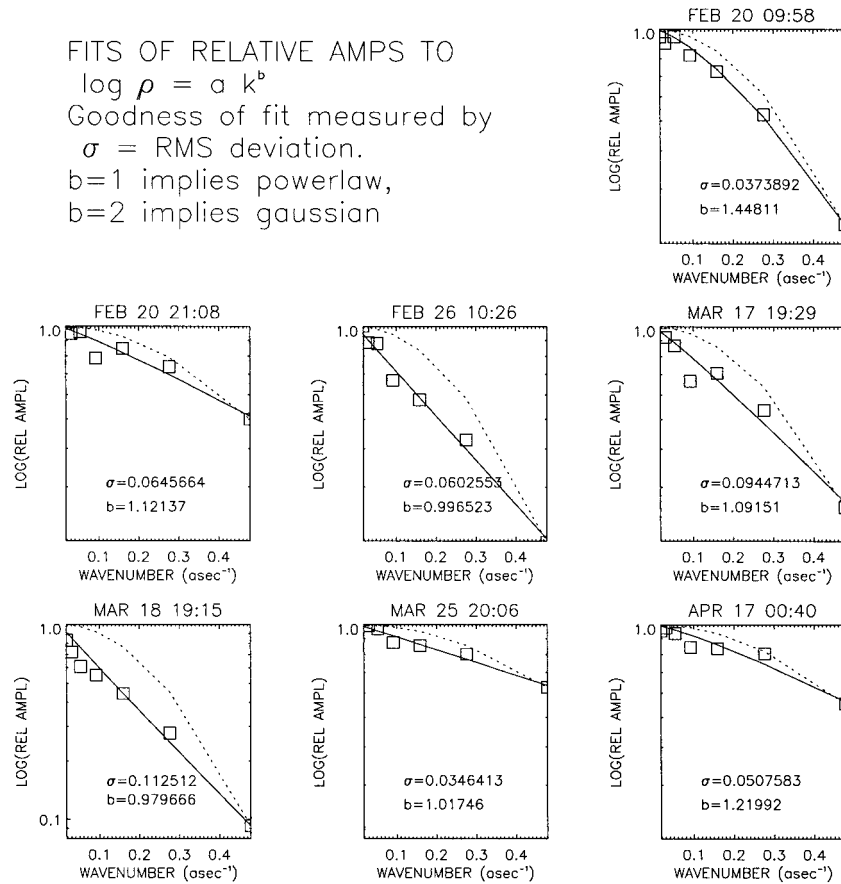 FITS OF RELATIVE AMPS TO
log ρ = a kᵇ
Goodness of fit measured by
σ = RMS deviation.
b=1 implies powerlaw,
b=2 implies gaussian
FEB 20 09:58
1.0
LOG(REL AMPL)
σ=0.0373892
b=1.44811
0.1 0.2 0.3 0.4
WAVENUMBER (asec⁻¹)
FEB 20 21:08
1.0
LOG(REL AMPL)
σ=0.0645664
b=1.12137
0.1 0.2 0.3 0.4
WAVENUMBER (asec⁻¹)
FEB 26 10:26
1.0
LOG(REL AMPL)
σ=0.0602553
b=0.996523
0.1 0.2 0.3 0.4
WAVENUMBER (asec⁻¹)
MAR 17 19:29
1.0
LOG(REL AMPL)
σ=0.0944713
b=1.09151
0.1 0.2 0.3 0.4
WAVENUMBER (asec⁻¹)
MAR 18 19:15
1.0
LOG(REL AMPL)
σ=0.112512
b=0.979666
0.1
0.1 0.2 0.3 0.4
WAVENUMBER (asec⁻¹)
MAR 25 20:06
1.0
LOG(REL AMPL)
σ=0.0346413
b=1.01746
0.1 0.2 0.3 0.4
WAVENUMBER (asec⁻¹)
APR 17 00:40
1.0
LOG(REL AMPL)
σ=0.0507583
b=1.21992
0.1 0.2 0.3 0.4
WAVENUMBER (asec⁻¹)